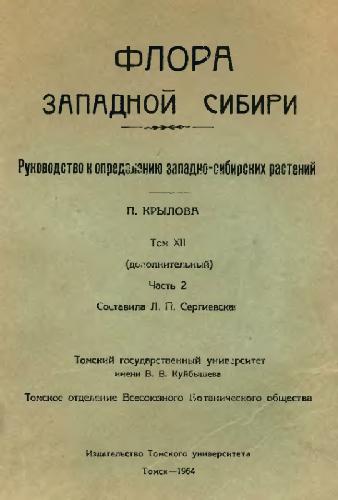 ФЛОРА
ЗАПАДНОЙ СИБИРИ
Руководство к определению западно-сибирских растений
П. КРЫЛОВА
Том XII
(дополнительный)
Часть 2
Составила Л. П. Сергиевская
Томский государственный университет
имени В. В. Куйбышева
Томское отделение Всесоюзного Ботанического общества
Издательство Томского университета
Томск—1964